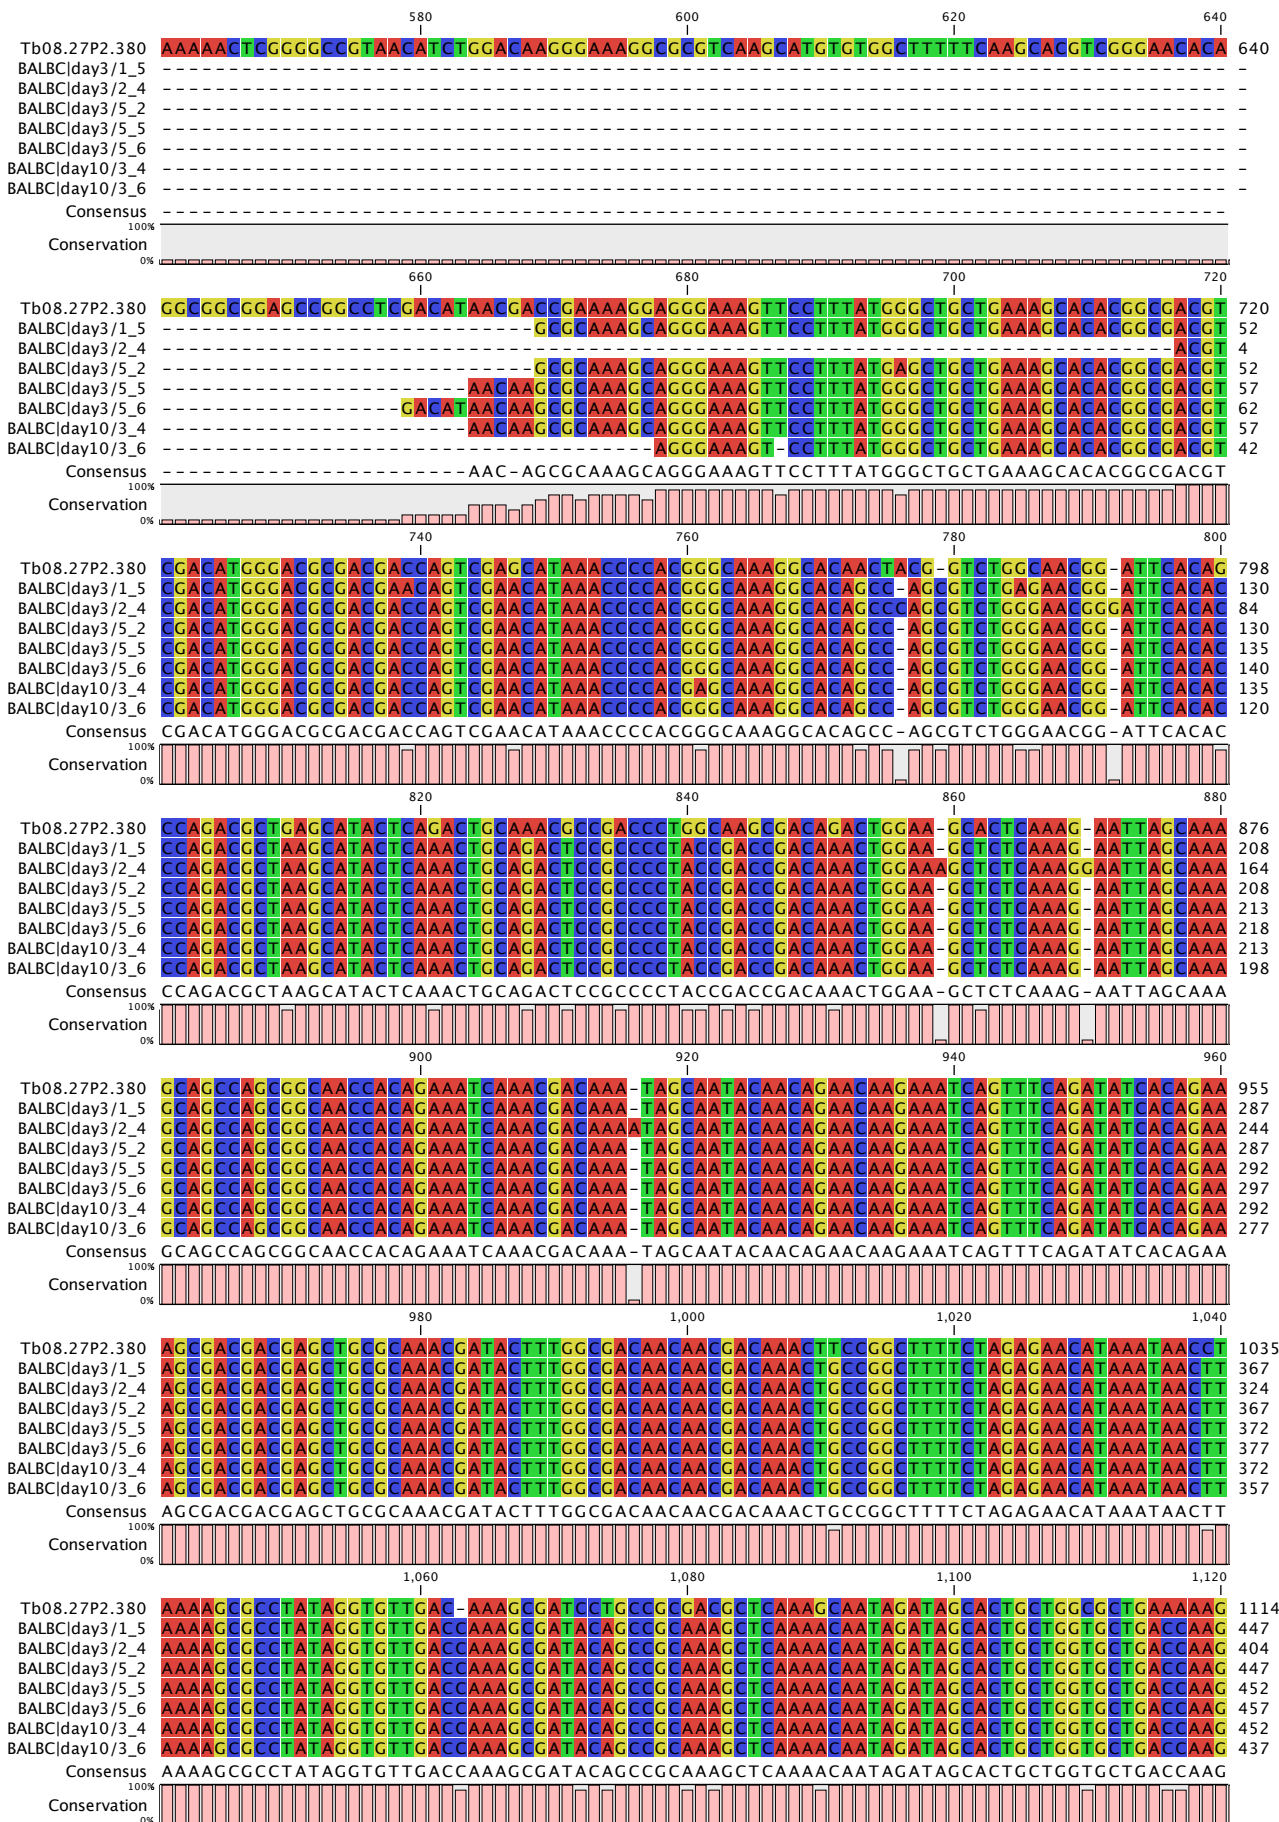 580 600 620 640
Tb08.27P2.380 AAAAACTCGGGGCCGTAACATCTGGACAAGGGAAAGGCGCGTCAAGCATGTGTGGCTTTTTCAAGCACGTCGGGAACACA 640
BALBC|day3/1_5 -------------------------------------------------------------------------------- -
BALBC|day3/2_4 -------------------------------------------------------------------------------- -
BALBC|day3/5_2 -------------------------------------------------------------------------------- -
BALBC|day3/5_5 -------------------------------------------------------------------------------- -
BALBC|day3/5_6 -------------------------------------------------------------------------------- -
BALBC|day10/3_4 -------------------------------------------------------------------------------- -
BALBC|day10/3_6 -------------------------------------------------------------------------------- -
Consensus --------------------------------------------------------------------------------
100%
Conservation
0%
660 680 700 720
Tb08.27P2.380 GGCGGCGGAGCCGGCCTCGACATAACGACCGAAAAGGAGGGAAAGTTCCTTTATGGGCTGCTGAAAGCACACGGCGACGT 720
BALBC|day3/1_5 ----------------------------GCGCAAAGCAGGGAAAGTTCCTTTATGGGCTGCTGAAAGCACACGGCGACGT 52
BALBC|day3/2_4 ----------------------------------------------------------------------------ACGT 4
BALBC|day3/5_2 ----------------------------GCGCAAAGCAGGGAAAGTTCCTTTATGAGCTGCTGAAAGCACACGGCGACGT 52
BALBC|day3/5_5 -----------------------AACAAGCGCAAAGCAGGGAAAGTTCCTTTATGGGCTGCTGAAAGCACACGGCGACGT 57
BALBC|day3/5_6 ------------------GACATAACAAGCGCAAAGCAGGGAAAGTTCCTTTATGGGCTGCTGAAAGCACACGGCGACGT 62
BALBC|day10/3_4 -----------------------AACAAGCGCAAAGCAGGGAAAGTTCCTTTATGGGCTGCTGAAAGCACACGGCGACGT 57
BALBC|day10/3_6 -------------------------------------AGGGAAAGT-CCTTTATGGGCTGCTGAAAGCACACGGCGACGT 42
Consensus -----------------------AAC-AGCGCAAAGCAGGGAAAGTTCCTTTATGGGCTGCTGAAAGCACACGGCGACGT
100%
Conservation
0%
740 760 780 800
Tb08.27P2.380 CGACATGGGACGCGACGACCAGTCGAGCATAAACCCCACGGGCAAAGGCACAACTACG-GTCTGGCAACGG-ATTCACAG 798
BALBC|day3/1_5 CGACATGGGACGCGACGAACAGTCGAACATAAACCCCACGGGCAAAGGCACAGCC-AGCGTCTGAGAACGG-ATTCACAC 130
BALBC|day3/2_4 CGACATGGGACGCGACGACCAGTCGAACATAAACCCCACGGGCAAAGGCACAGCCCAGCGTCTGGGAACGGGATTCACAC 84
BALBC|day3/5_2 CGACATGGGACGCGACGACCAGTCGAACATAAACCCCACGGGCAAAGGCACAGCC-AGCGTCTGGGAACGG-ATTCACAC 130
BALBC|day3/5_5 CGACATGGGACGCGACGACCAGTCGAACATAAACCCCACGGGCAAAGGCACAGCC-AGCGTCTGGGAACGG-ATTCACAC 135
BALBC|day3/5_6 CGACATGGGACGCGACGACCAGTCGAACATAAACCCCACGGGCAAAGGCACAGCC-AGCGTCTGGGAACGG-ATTCACAC 140
BALBC|day10/3_4 CGACATGGGACGCGACGACCAGTCGAACATAAACCCCACGAGCAAAGGCACAGCC-AGCGTCTGGGAACGG-ATTCACAC 135
BALBC|day10/3_6 CGACATGGGACGCGACGACCAGTCGAACATAAACCCCACGGGCAAAGGCACAGCC-AGCGTCTGGGAACGG-ATTCACAC 120
Consensus CGACATGGGACGCGACGACCAGTCGAACATAAACCCCACGGGCAAAGGCACAGCC-AGCGTCTGGGAACGG-ATTCACAC
100%
Conservation
0%
820 840 860 880
Tb08.27P2.380 CCAGACGCTGAGCATACTCAGACTGCAAACGCCGACCCTGGCAAGCGACAGACTGGAA-GCACTCAAAG-AATTAGCAAA 876
BALBC|day3/1_5 CCAGACGCTAAGCATACTCAAACTGCAGACTCCGCCCCTACCGACCGACAAACTGGAA-GCTCTCAAAG-AATTAGCAAA 208
BALBC|day3/2_4 CCAGACGCTAAGCATACTCAAACTGCAGACTCCGCCCCTACCGACCGACAAACTGGAAAGCTCTCAAAGGAATTAGCAAA 164
BALBC|day3/5_2 CCAGACGCTAAGCATACTCAAACTGCAGACTCCGCCCCTACCGACCGACAAACTGGAA-GCTCTCAAAG-AATTAGCAAA 208
BALBC|day3/5_5 CCAGACGCTAAGCATACTCAAACTGCAGACTCCGCCCCTACCGACCGACAAACTGGAA-GCTCTCAAAG-AATTAGCAAA 213
BALBC|day3/5_6 CCAGACGCTAAGCATACTCAAACTGCAGACTCCGCCCCTACCGACCGACAAACTGGAA-GCTCTCAAAG-AATTAGCAAA 218
BALBC|day10/3_4 CCAGACGCTAAGCATACTCAAACTGCAGACTCCGCCCCTACCGACCGACAAACTGGAA-GCTCTCAAAG-AATTAGCAAA 213
BALBC|day10/3_6 CCAGACGCTAAGCATACTCAAACTGCAGACTCCGCCCCTACCGACCGACAAACTGGAA-GCTCTCAAAG-AATTAGCAAA 198
Consensus CCAGACGCTAAGCATACTCAAACTGCAGACTCCGCCCCTACCGACCGACAAACTGGAA-GCTCTCAAAG-AATTAGCAAA
100%
Conservation
0%
900 920 940 960
Tb08.27P2.380 GCAGCCAGCGGCAACCACAGAAATCAAACGACAAA-TAGCAATACAACAGAACAAGAAATCAGTTTCAGATATCACAGAA 955
BALBC|day3/1_5 GCAGCCAGCGGCAACCACAGAAATCAAACGACAAA-TAGCAATACAACAGAACAAGAAATCAGTTTCAGATATCACAGAA 287
BALBC|day3/2_4 GCAGCCAGCGGCAACCACAGAAATCAAACGACAAAATAGCAATACAACAGAACAAGAAATCAGTTTCAGATATCACAGAA 244
BALBC|day3/5_2 GCAGCCAGCGGCAACCACAGAAATCAAACGACAAA-TAGCAATACAACAGAACAAGAAATCAGTTTCAGATATCACAGAA 287
BALBC|day3/5_5 GCAGCCAGCGGCAACCACAGAAATCAAACGACAAA-TAGCAATACAACAGAACAAGAAATCAGTTTCAGATATCACAGAA 292
BALBC|day3/5_6 GCAGCCAGCGGCAACCACAGAAATCAAACGACAAA-TAGCAATACAACAGAACAAGAAATCAGTTTCAGATATCACAGAA 297
BALBC|day10/3_4 GCAGCCAGCGGCAACCACAGAAATCAAACGACAAA-TAGCAATACAACAGAACAAGAAATCAGTTTCAGATATCACAGAA 292
BALBC|day10/3_6 GCAGCCAGCGGCAACCACAGAAATCAAACGACAAA-TAGCAATACAACAGAACAAGAAATCAGTTTCAGATATCACAGAA 277
Consensus GCAGCCAGCGGCAACCACAGAAATCAAACGACAAA-TAGCAATACAACAGAACAAGAAATCAGTTTCAGATATCACAGAA
100%
Conservation
0%
980 1,000 1,020 1,040
Tb08.27P2.380 AGCGACGACGAGCTGCGCAAACGATACTTTGGCGACAACAACGACAAACTTCCGGCTTTTCTAGAGAACATAAATAACCT 1035
BALBC|day3/1_5 AGCGACGACGAGCTGCGCAAACGATACTTTGGCGACAACAACGACAAACTGCCGGCTTTTCTAGAGAACATAAATAACTT 367
BALBC|day3/2_4 AGCGACGACGAGCTGCGCAAACGATACTTTGGCGACAACAACGACAAACTGCCGGCTTTTCTAGAGAACATAAATAACTT 324
BALBC|day3/5_2 AGCGACGACGAGCTGCGCAAACGATACTTTGGCGACAACAACGACAAACTGCCGGCTTTTCTAGAGAACATAAATAACTT 367
BALBC|day3/5_5 AGCGACGACGAGCTGCGCAAACGATACTTTGGCGACAACAACGACAAACTGCCGGCTTTTCTAGAGAACATAAATAACTT 372
BALBC|day3/5_6 AGCGACGACGAGCTGCGCAAACGATACTTTGGCGACAACAACGACAAACTGCCGGCTTTTCTAGAGAACATAAATAACTT 377
BALBC|day10/3_4 AGCGACGACGAGCTGCGCAAACGATACTTTGGCGACAACAACGACAAACTGCCGGCTTTTCTAGAGAACATAAATAACTT 372
BALBC|day10/3_6 AGCGACGACGAGCTGCGCAAACGATACTTTGGCGACAACAACGACAAACTGCCGGCTTTTCTAGAGAACATAAATAACTT 357
Consensus AGCGACGACGAGCTGCGCAAACGATACTTTGGCGACAACAACGACAAACTGCCGGCTTTTCTAGAGAACATAAATAACTT
100%
Conservation
0%
1,060 1,080 1,100 1,120
Tb08.27P2.380 AAAAGCGCCTATAGGTGTTGAC-AAAGCGATCCTGCCGCGACGCTCAAAGCAATAGATAGCACTGCTGGCGCTGAAAAAG 1114
BALBC|day3/1_5 AAAAGCGCCTATAGGTGTTGACCAAAGCGATACAGCCGCAAAGCTCAAAACAATAGATAGCACTGCTGGTGCTGACCAAG 447
BALBC|day3/2_4 AAAAGCGCCTATAGGTGTTGACCAAAGCGATACAGCCGCAAAGCTCAAAACAATAGATAGCACTGCTGGTGCTGACCAAG 404
BALBC|day3/5_2 AAAAGCGCCTATAGGTGTTGACCAAAGCGATACAGCCGCAAAGCTCAAAACAATAGATAGCACTGCTGGTGCTGACCAAG 447
BALBC|day3/5_5 AAAAGCGCCTATAGGTGTTGACCAAAGCGATACAGCCGCAAAGCTCAAAACAATAGATAGCACTGCTGGTGCTGACCAAG 452
BALBC|day3/5_6 AAAAGCGCCTATAGGTGTTGACCAAAGCGATACAGCCGCAAAGCTCAAAACAATAGATAGCACTGCTGGTGCTGACCAAG 457
BALBC|day10/3_4 AAAAGCGCCTATAGGTGTTGACCAAAGCGATACAGCCGCAAAGCTCAAAACAATAGATAGCACTGCTGGTGCTGACCAAG 452
BALBC|day10/3_6 AAAAGCGCCTATAGGTGTTGACCAAAGCGATACAGCCGCAAAGCTCAAAACAATAGATAGCACTGCTGGTGCTGACCAAG 437
Consensus AAAAGCGCCTATAGGTGTTGACCAAAGCGATACAGCCGCAAAGCTCAAAACAATAGATAGCACTGCTGGTGCTGACCAAG
100%
Conservation
0%